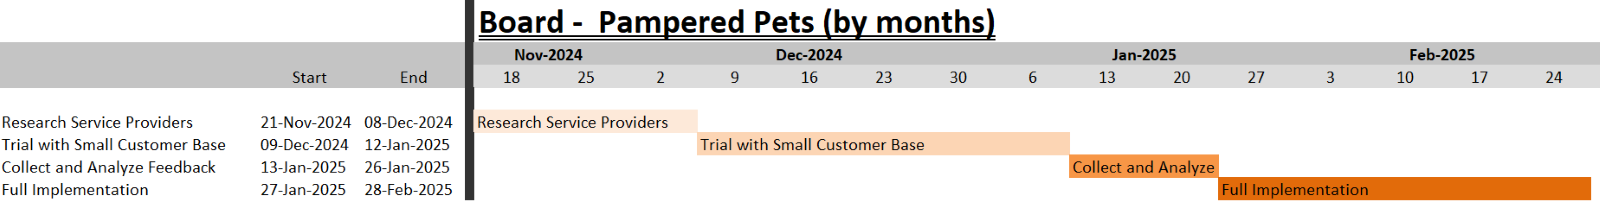 Board -  Pampered Pets (by months)
Nov-2024 Dec-2024 Jan-2025 Feb-2025
Start End 18 25 2 9 16 23 30 6 13 20 27 3 10 17 24
Research Service Providers 21-Nov-2024 08-Dec-2024 Research Service Providers
Trial with Small Customer Base 09-Dec-2024 12-Jan-2025 Trial with Small Customer Base
Collect and Analyze Feedback 13-Jan-2025 26-Jan-2025 Collect and Analyze
Full Implementation 27-Jan-2025 28-Feb-2025 Full Implementation